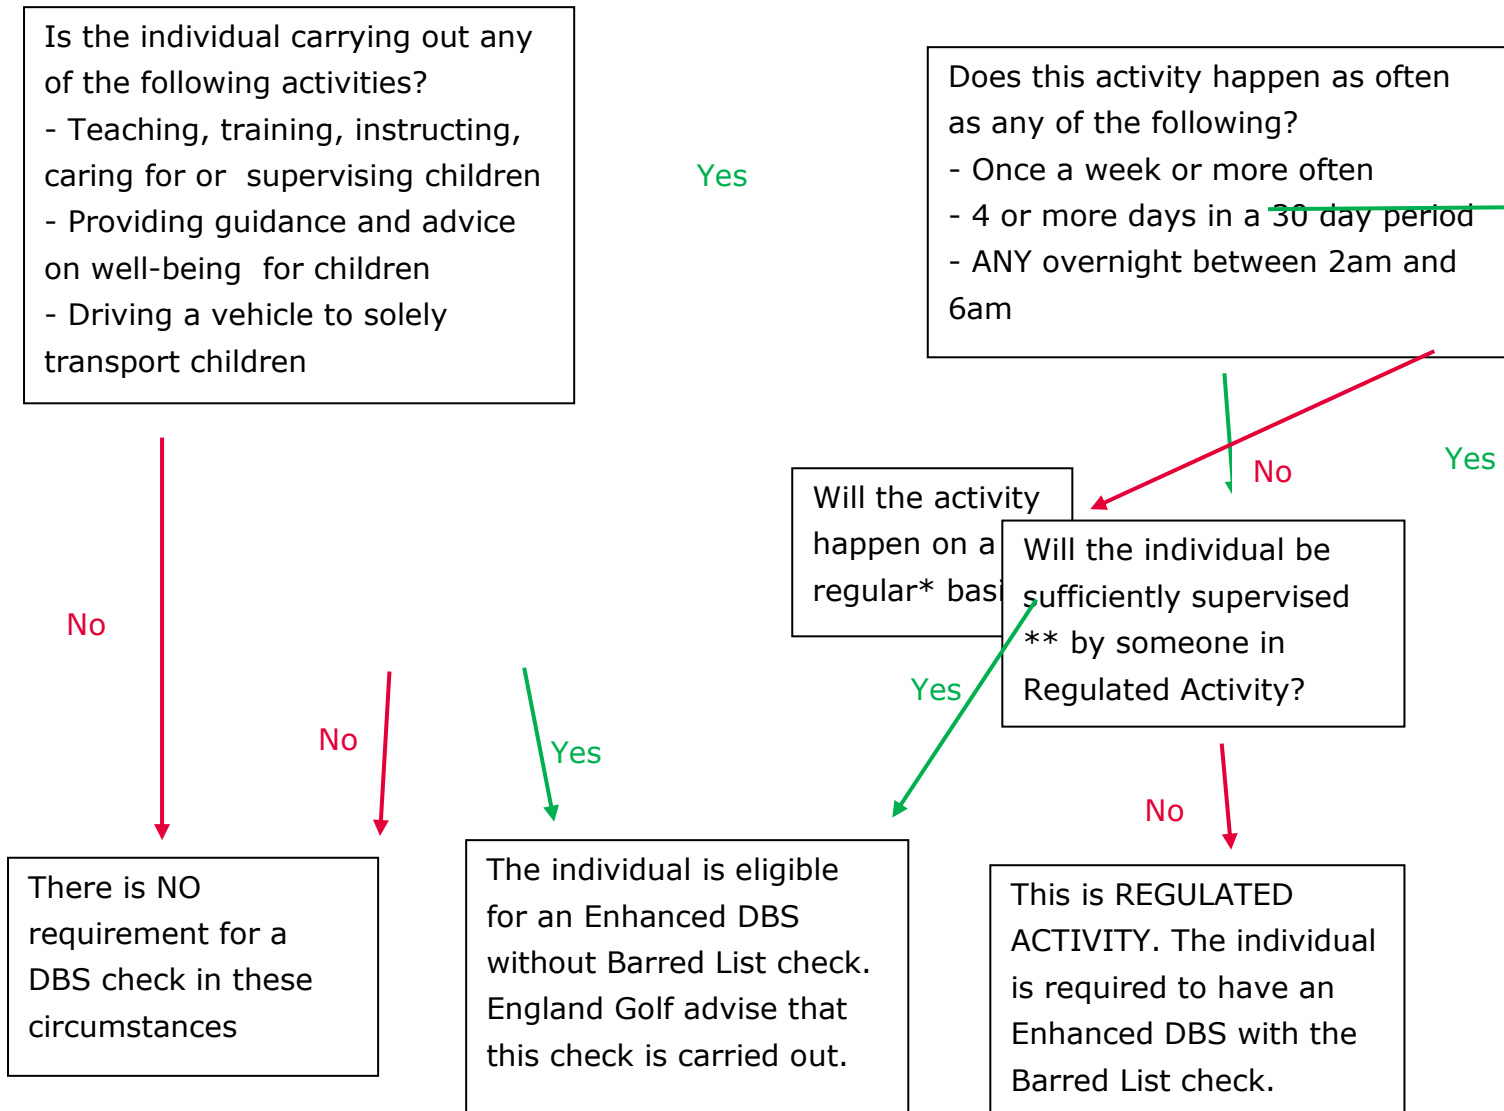 Is the individual carrying out any
of the following activities?
- Teaching, training, instructing,
caring for or supervising children
- Providing guidance and advice
on well-being for children
- Driving a vehicle to solely
transport children
Yes
Does this activity happen as often
as any of the following?
- Once a week or more often
- 4 or more days in a 30 day period
- ANY overnight between 2am and
6am
No
Yes
Will the activity
happen on a
regular* basi
Will the individual be
sufficiently supervised
** by someone in
Regulated Activity?
No
No
Yes
Yes
No
There is NO
requirement for a
DBS check in these
circumstances
The individual is eligible
for an Enhanced DBS
without Barred List check.
England Golf advise that
this check is carried out.
This is REGULATED
ACTIVITY. The individual
is required to have an
Enhanced DBS with the
Barred List check.